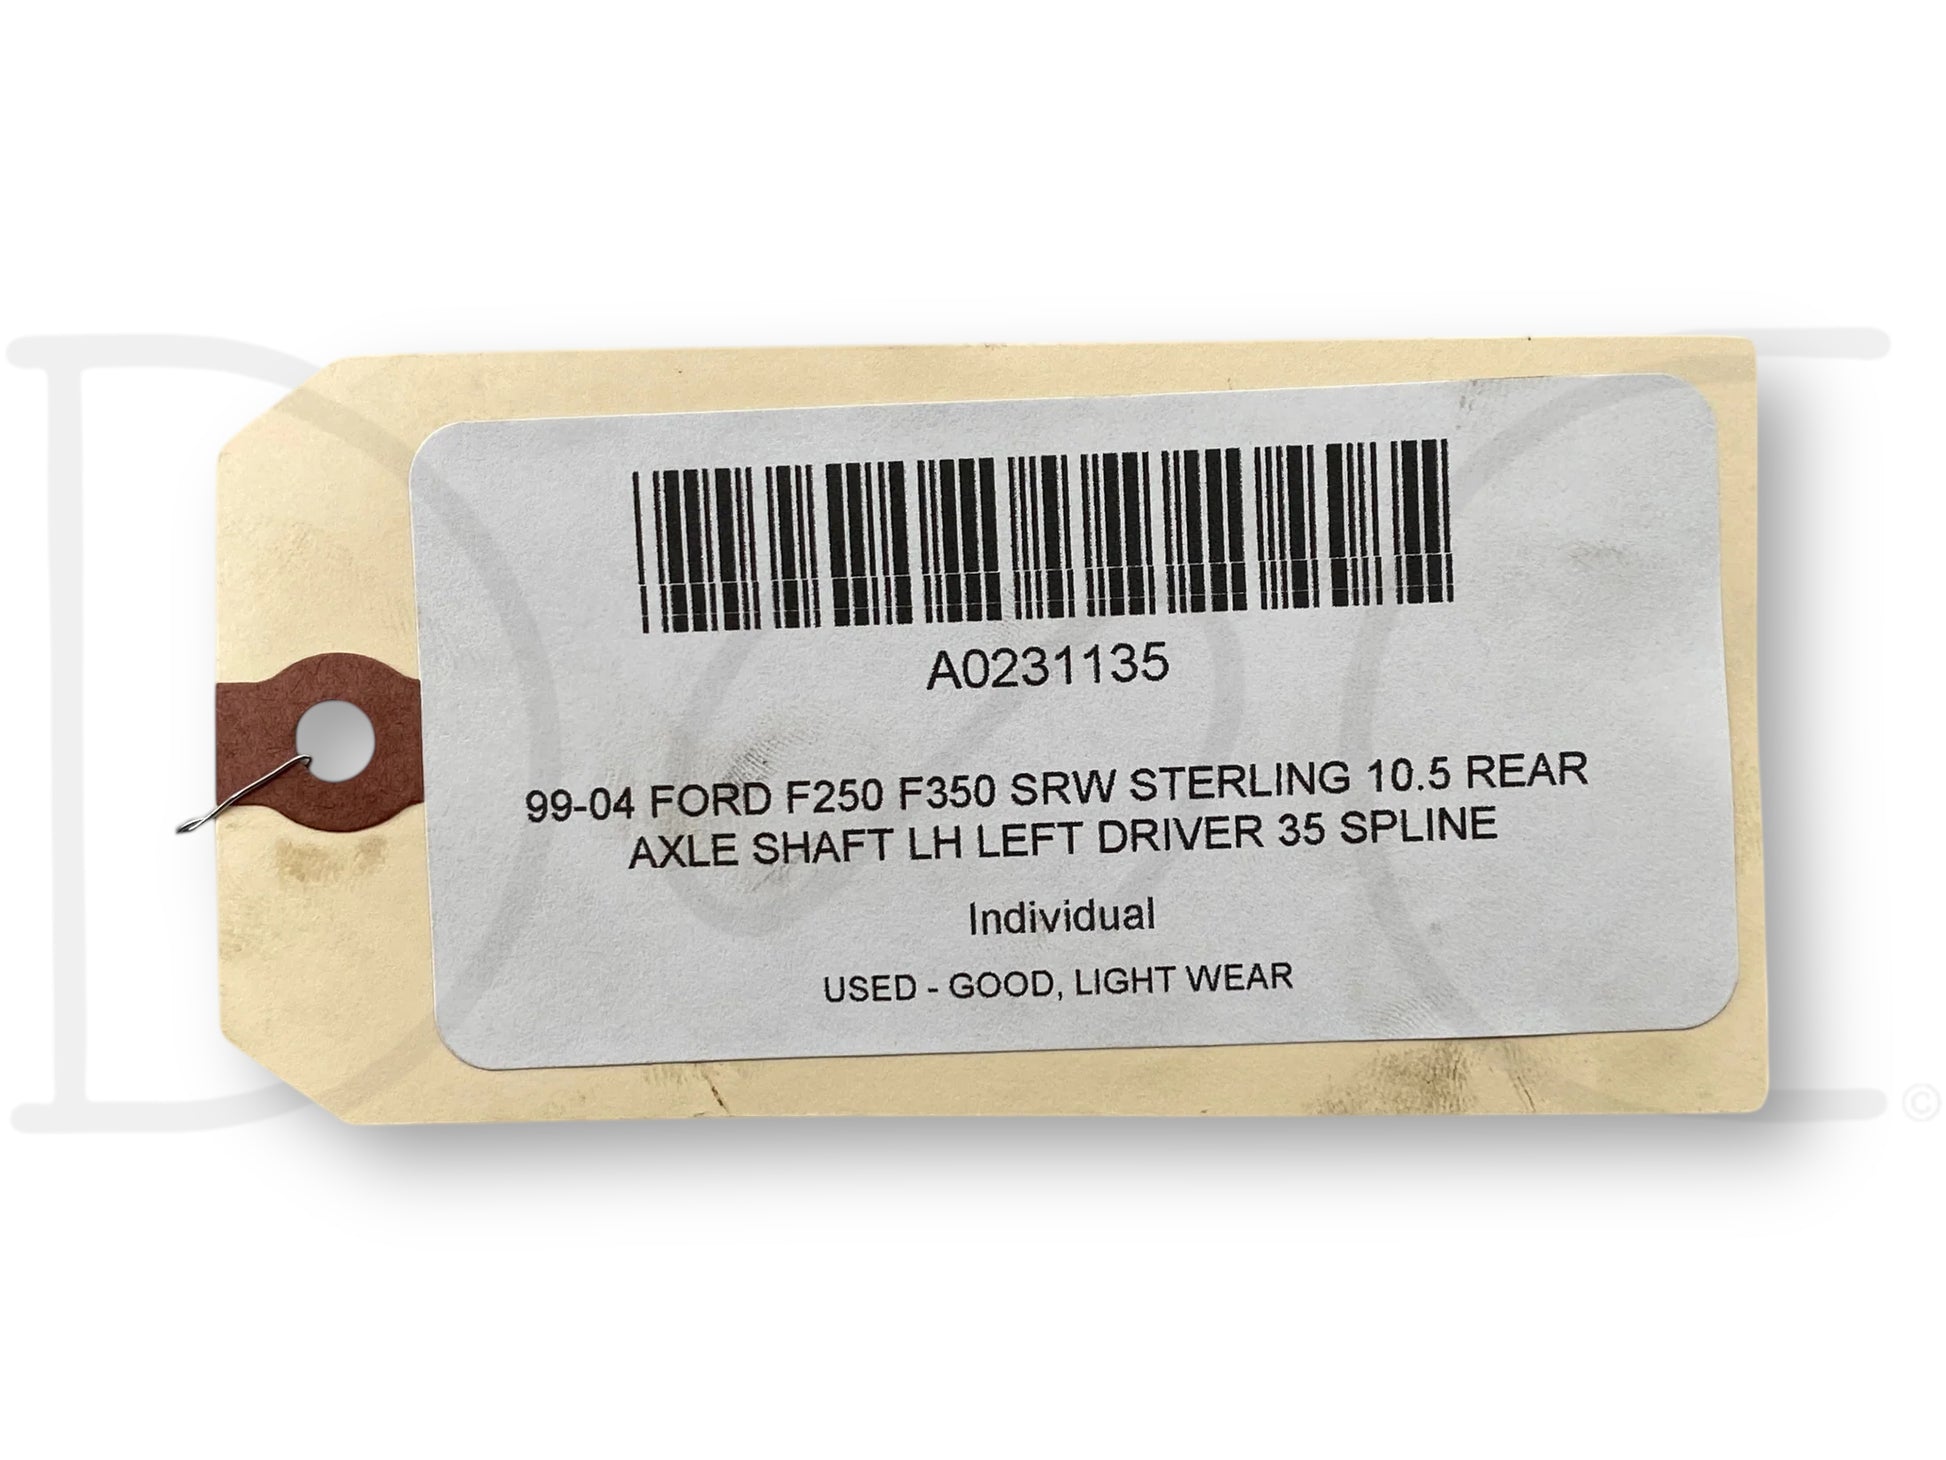 A0231135
99-04 FORD F250 F350 SRW STERLING 10.5 REAR
AXLE SHAFT LH LEFT DRIVER 35 SPLINE
Individual
USED - GOOD, LIGHT WEAR
©